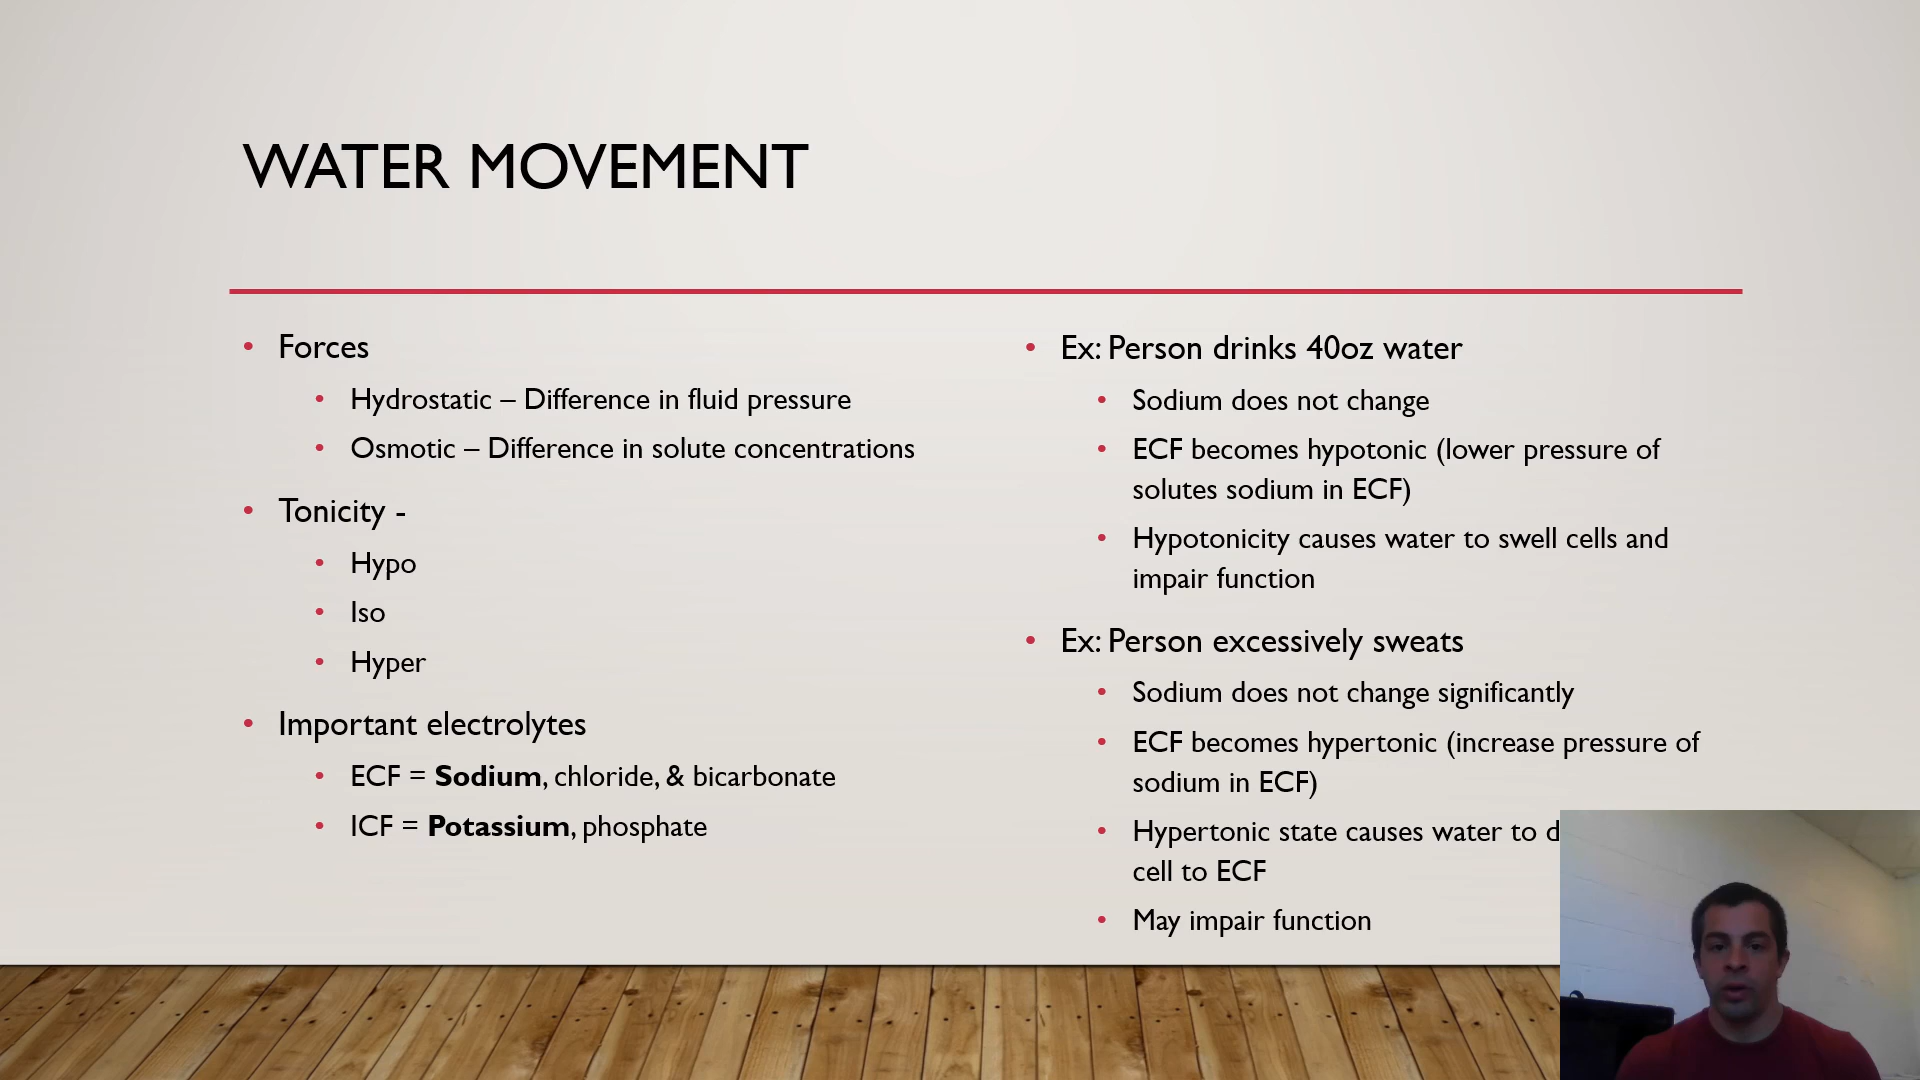 WATER MOVEMENT
• Forces
• Hydrostatic – Difference in fluid pressure
• Osmotic – Difference in solute concentrations
• Tonicity -
• Hypo
• Iso
• Hyper
• Important electrolytes
• ECF = Sodium, chloride, & bicarbonate
• ICF = Potassium, phosphate
• Ex: Person drinks 40oz water
• Sodium does not change
• ECF becomes hypotonic (lower pressure of
solutes sodium in ECF)
• Hypotonicity causes water to swell cells and
impair function
• Ex: Person excessively sweats
• Sodium does not change significantly
• ECF becomes hypertonic (increase pressure of
sodium in ECF)
• Hypertonic state causes water to
cell to ECF
• May impair function